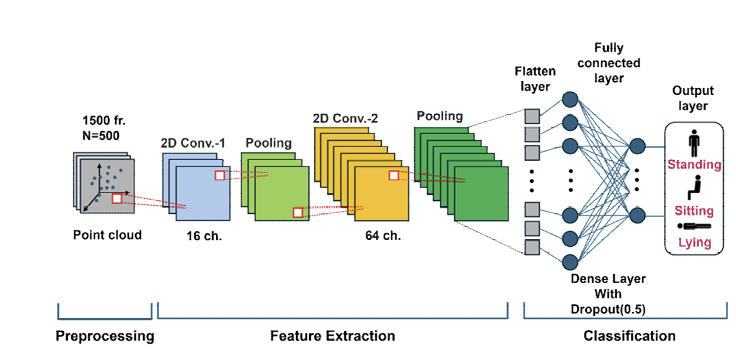 1500 fr.
N=500
Point cloud
2D Conv.-1
16 ch.
Pooling
2D Conv.-2
64 ch.
Pooling
Flatten
layer
Fully
connected
layer
Dense Layer
With
Dropout(0.5)
Output
layer
Standing
Sitting
Lying
Preprocessing
Feature Extraction
Classification